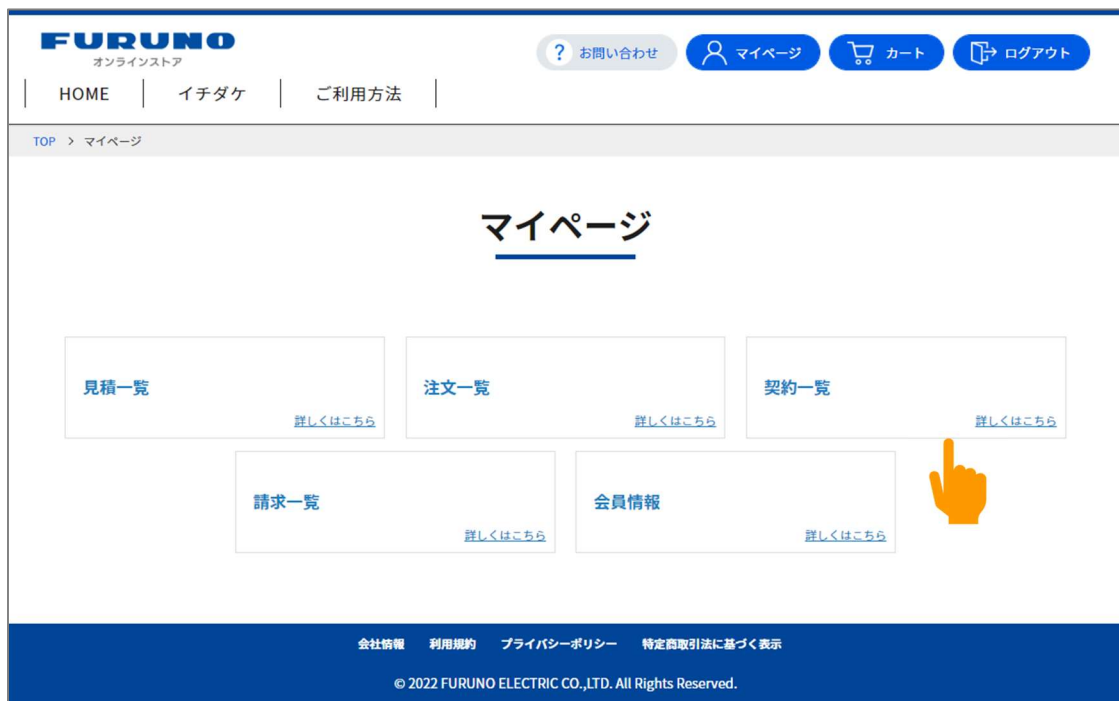 FURUNO
オンラインストア
? お問い合わせ マイページ カート ログアウト
HOME イチダケ ご利用方法
TOP > マイページ
マイページ
見積一覧
詳しくはこちら
注文一覧
詳しくはこちら
契約一覧
詳しくはこちら
請求一覧
詳しくはこちら
会員情報
詳しくはこちら
会社情報 利用規約 プライバシーポリシー 特定商取引法に基づく表示
© 2022 FURUNO ELECTRIC CO.,LTD. All Rights Reserved.